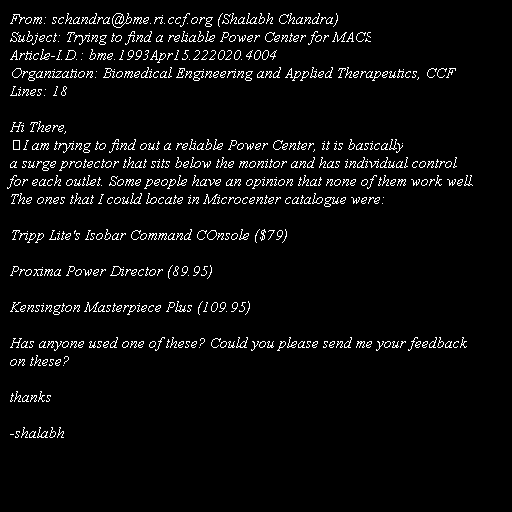 From: schandra@bme.ri.ccf.org (Shalabh Chandra)
Subject: Trying to find a reliable Power Center for MACS
Article-I.D.: bme.1993Apr15.222020.4004
Organization: Biomedical Engineering and Applied Therapeutics, CCF
Lines: 18

Hi There,
I am trying to find out a reliable Power Center, it is basically
a surge protector that sits below the monitor and has individual control
for each outlet. Some people have an opinion that none of them work well.
The ones that I could locate in Microcenter catalogue were:

Tripp Lite's Isobar Command COnsole ($79)

Proxima Power Director (89.95)

Kensington Masterpiece Plus (109.95)

Has anyone used one of these? Could you please send me your feedback
on these?

thanks

-shalabh